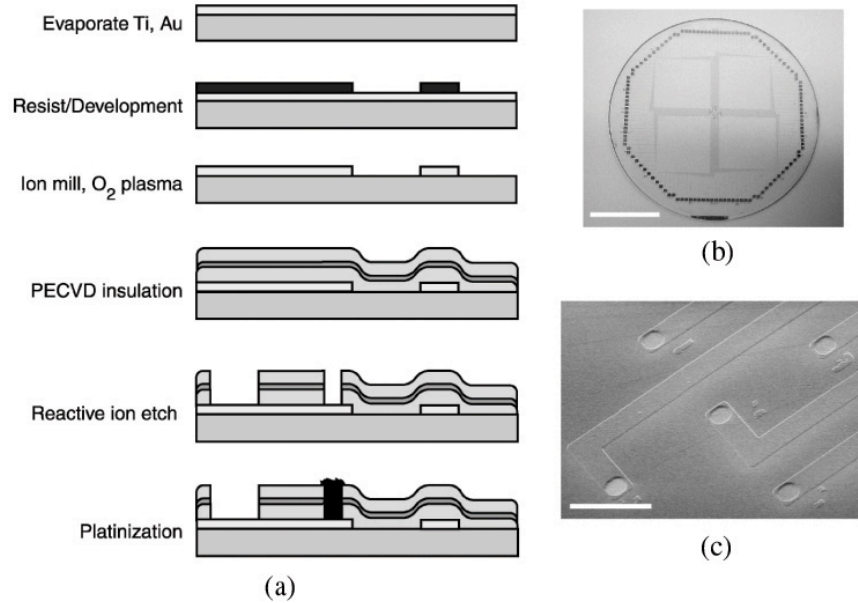 Evaporate Ti, Au
Resist/Development
Ion mill, O2 plasma
PECVD insulation
Reactive ion etch
Platinization
(a)
(b)
(c)